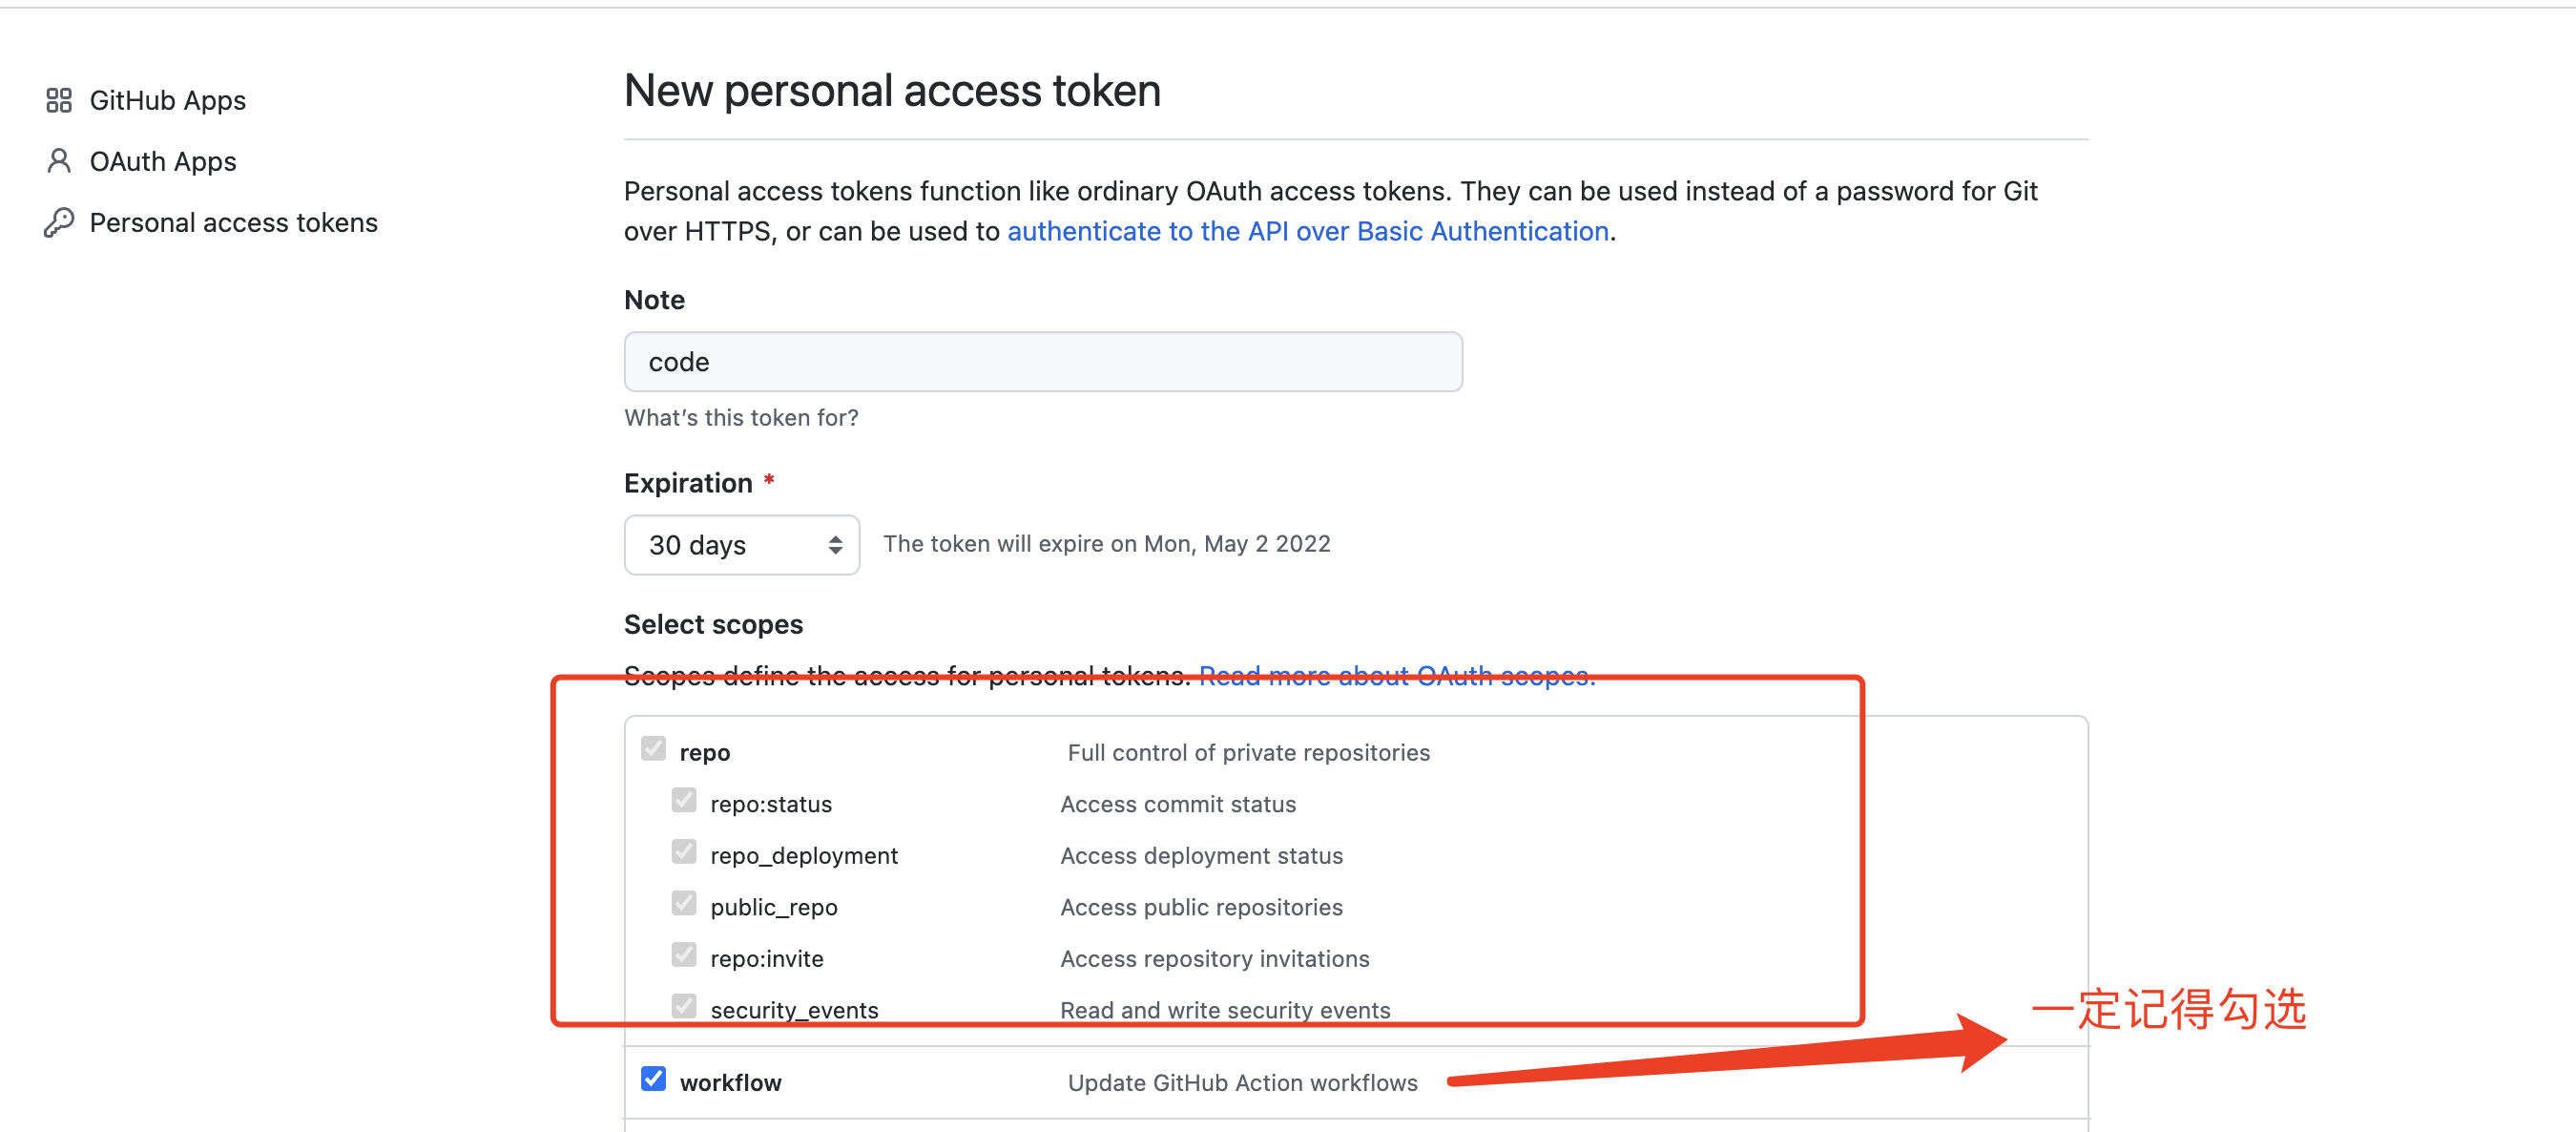 GitHub Apps
OAuth Apps
Personal access tokens
New personal access token
Personal access tokens function like ordinary OAuth access tokens. They can be used instead of a password for Git
over HTTPS, or can be used to authenticate to the API over Basic Authentication.
Note
code
What's this token for?
Expiration *
30 days The token will expire on Mon, May 2 2022
Select scopes
Scopes define the access for personal tokens. Read more about OAuth scopes.
repo Full control of private repositories
repo:status Access commit status
repo_deployment Access deployment status
public_repo Access public repositories
repo:invite Access repository invitations
security_events Read and write security events
一定记得勾选
workflow Update GitHub Action workflows